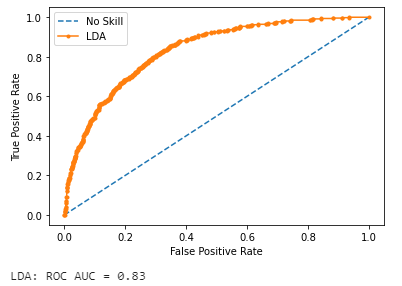 No Skill
LDA
1.0
0.8
0.6
0.4
0.2
0.0
True Positive Rate
0.0 0.2 0.4 0.6 0.8 1.0
False Positive Rate
LDA: ROC AUC = 0.83